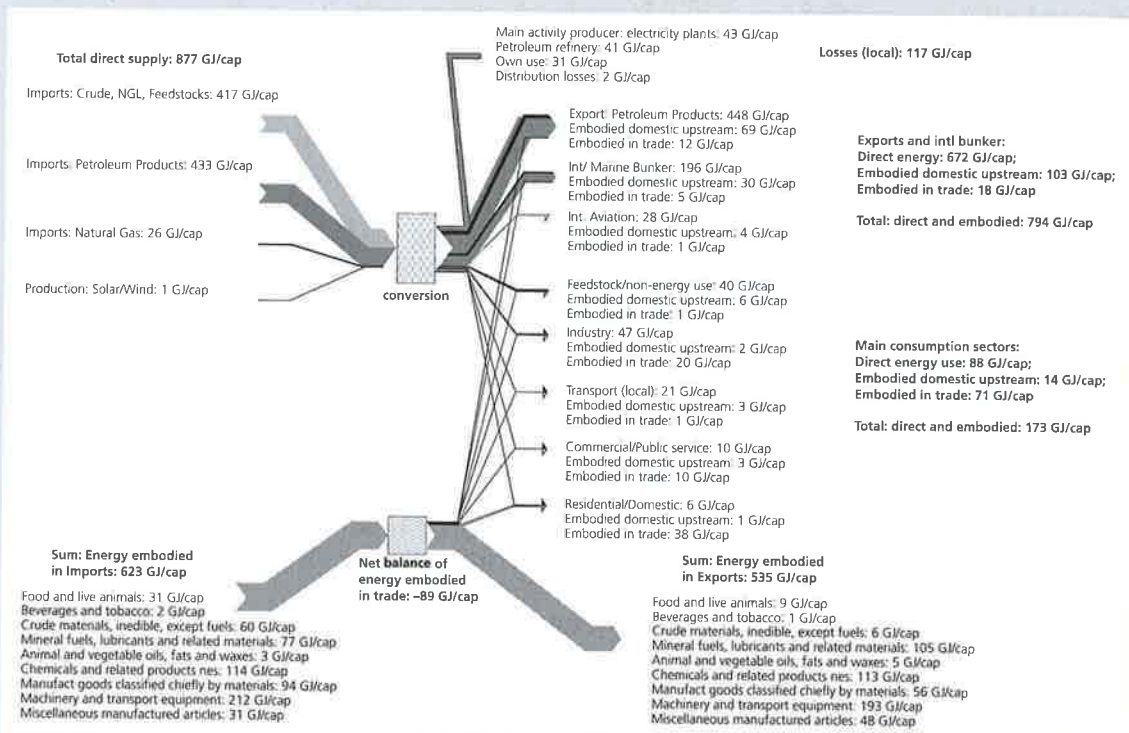 Total direct supply: 877 GJ/cap
Imports: Crude, NGL, Feedstocks: 417 GJ/cap
Imports: Petroleum Products: 433 GJ/cap
Imports: Natural Gas: 26 GJ/cap
Production: Solar/Wind: 1 GJ/cap
conversion
Main activity producer: electricity plants: 43 GJ/cap
Petroleum refinery: 41 GJ/cap
Own use: 31 GJ/cap
Distribution losses: 2 GJ/cap
Losses (local): 117 GJ/cap
Export: Petroleum Products: 448 GJ/cap
Embodied domestic upstream: 69 GJ/cap
Embodied in trade: 12 GJ/cap
Int/ Marine Bunker: 196 GJ/cap
Embodied domestic upstream: 30 GJ/cap
Embodied in trade: 5 GJ/cap
Int. Aviation: 28 GJ/cap
Embodied domestic upstream: 4 GJ/cap
Embodied in trade: 1 GJ/cap
Exports and intl bunker:
Direct energy: 672 GJ/cap;
Embodied domestic upstream: 103 GJ/cap;
Embodied in trade: 18 GJ/cap
Total: direct and embodied: 794 GJ/cap
Feedstock/non-energy use: 40 GJ/cap
Embodied domestic upstream: 6 GJ/cap
Embodied in trade: 1 GJ/cap
Industry: 47 GJ/cap
Embodied domestic upstream: 2 GJ/cap
Embodied in trade: 20 GJ/cap
Transport (local): 21 GJ/cap
Embodied domestic upstream: 3 GJ/cap
Embodied in trade: 1 GJ/cap
Commercial/Public service: 10 GJ/cap
Embodied domestic upstream: 3 GJ/cap
Embodied in trade: 10 GJ/cap
Residential/Domestic: 6 GJ/cap
Embodied domestic upstream: 1 GJ/cap
Embodied in trade: 38 GJ/cap
Main consumption sectors:
Direct energy use: 88 GJ/cap;
Embodied domestic upstream: 14 GJ/cap;
Embodied in trade: 71 GJ/cap
Total: direct and embodied: 173 GJ/cap
Sum: Energy embodied
in Imports: 623 GJ/cap
Food and live animals: 31 GJ/cap
Beverages and tobacco: 2 GJ/cap
Crude materials, inedible, except fuels: 60 GJ/cap
Mineral fuels, lubricants and related materials: 77 GJ/cap
Animal and vegetable oils, fats and waxes: 3 GJ/cap
Chemicals and related products nes: 114 GJ/cap
Manufact goods classified chiefly by materials: 94 GJ/cap
Machinery and transport equipment: 212 GJ/cap
Miscellaneous manufactured articles: 31 GJ/cap
Net balance of
energy embodied
in trade: –89 GJ/cap
Sum: Energy embodied
in Exports: 535 GJ/cap
Food and live animals: 9 GJ/cap
Beverages and tobacco: 1 GJ/cap
Crude materials, inedible, except fuels: 6 GJ/cap
Mineral fuels, lubricants and related materials: 105 GJ/cap
Animal and vegetable oils, fats and waxes: 5 GJ/cap
Chemicals and related products nes: 113 GJ/cap
Manufact goods classified chiefly by materials: 56 GJ/cap
Machinery and transport equipment: 193 GJ/cap
Miscellaneous manufactured articles: 48 GJ/cap